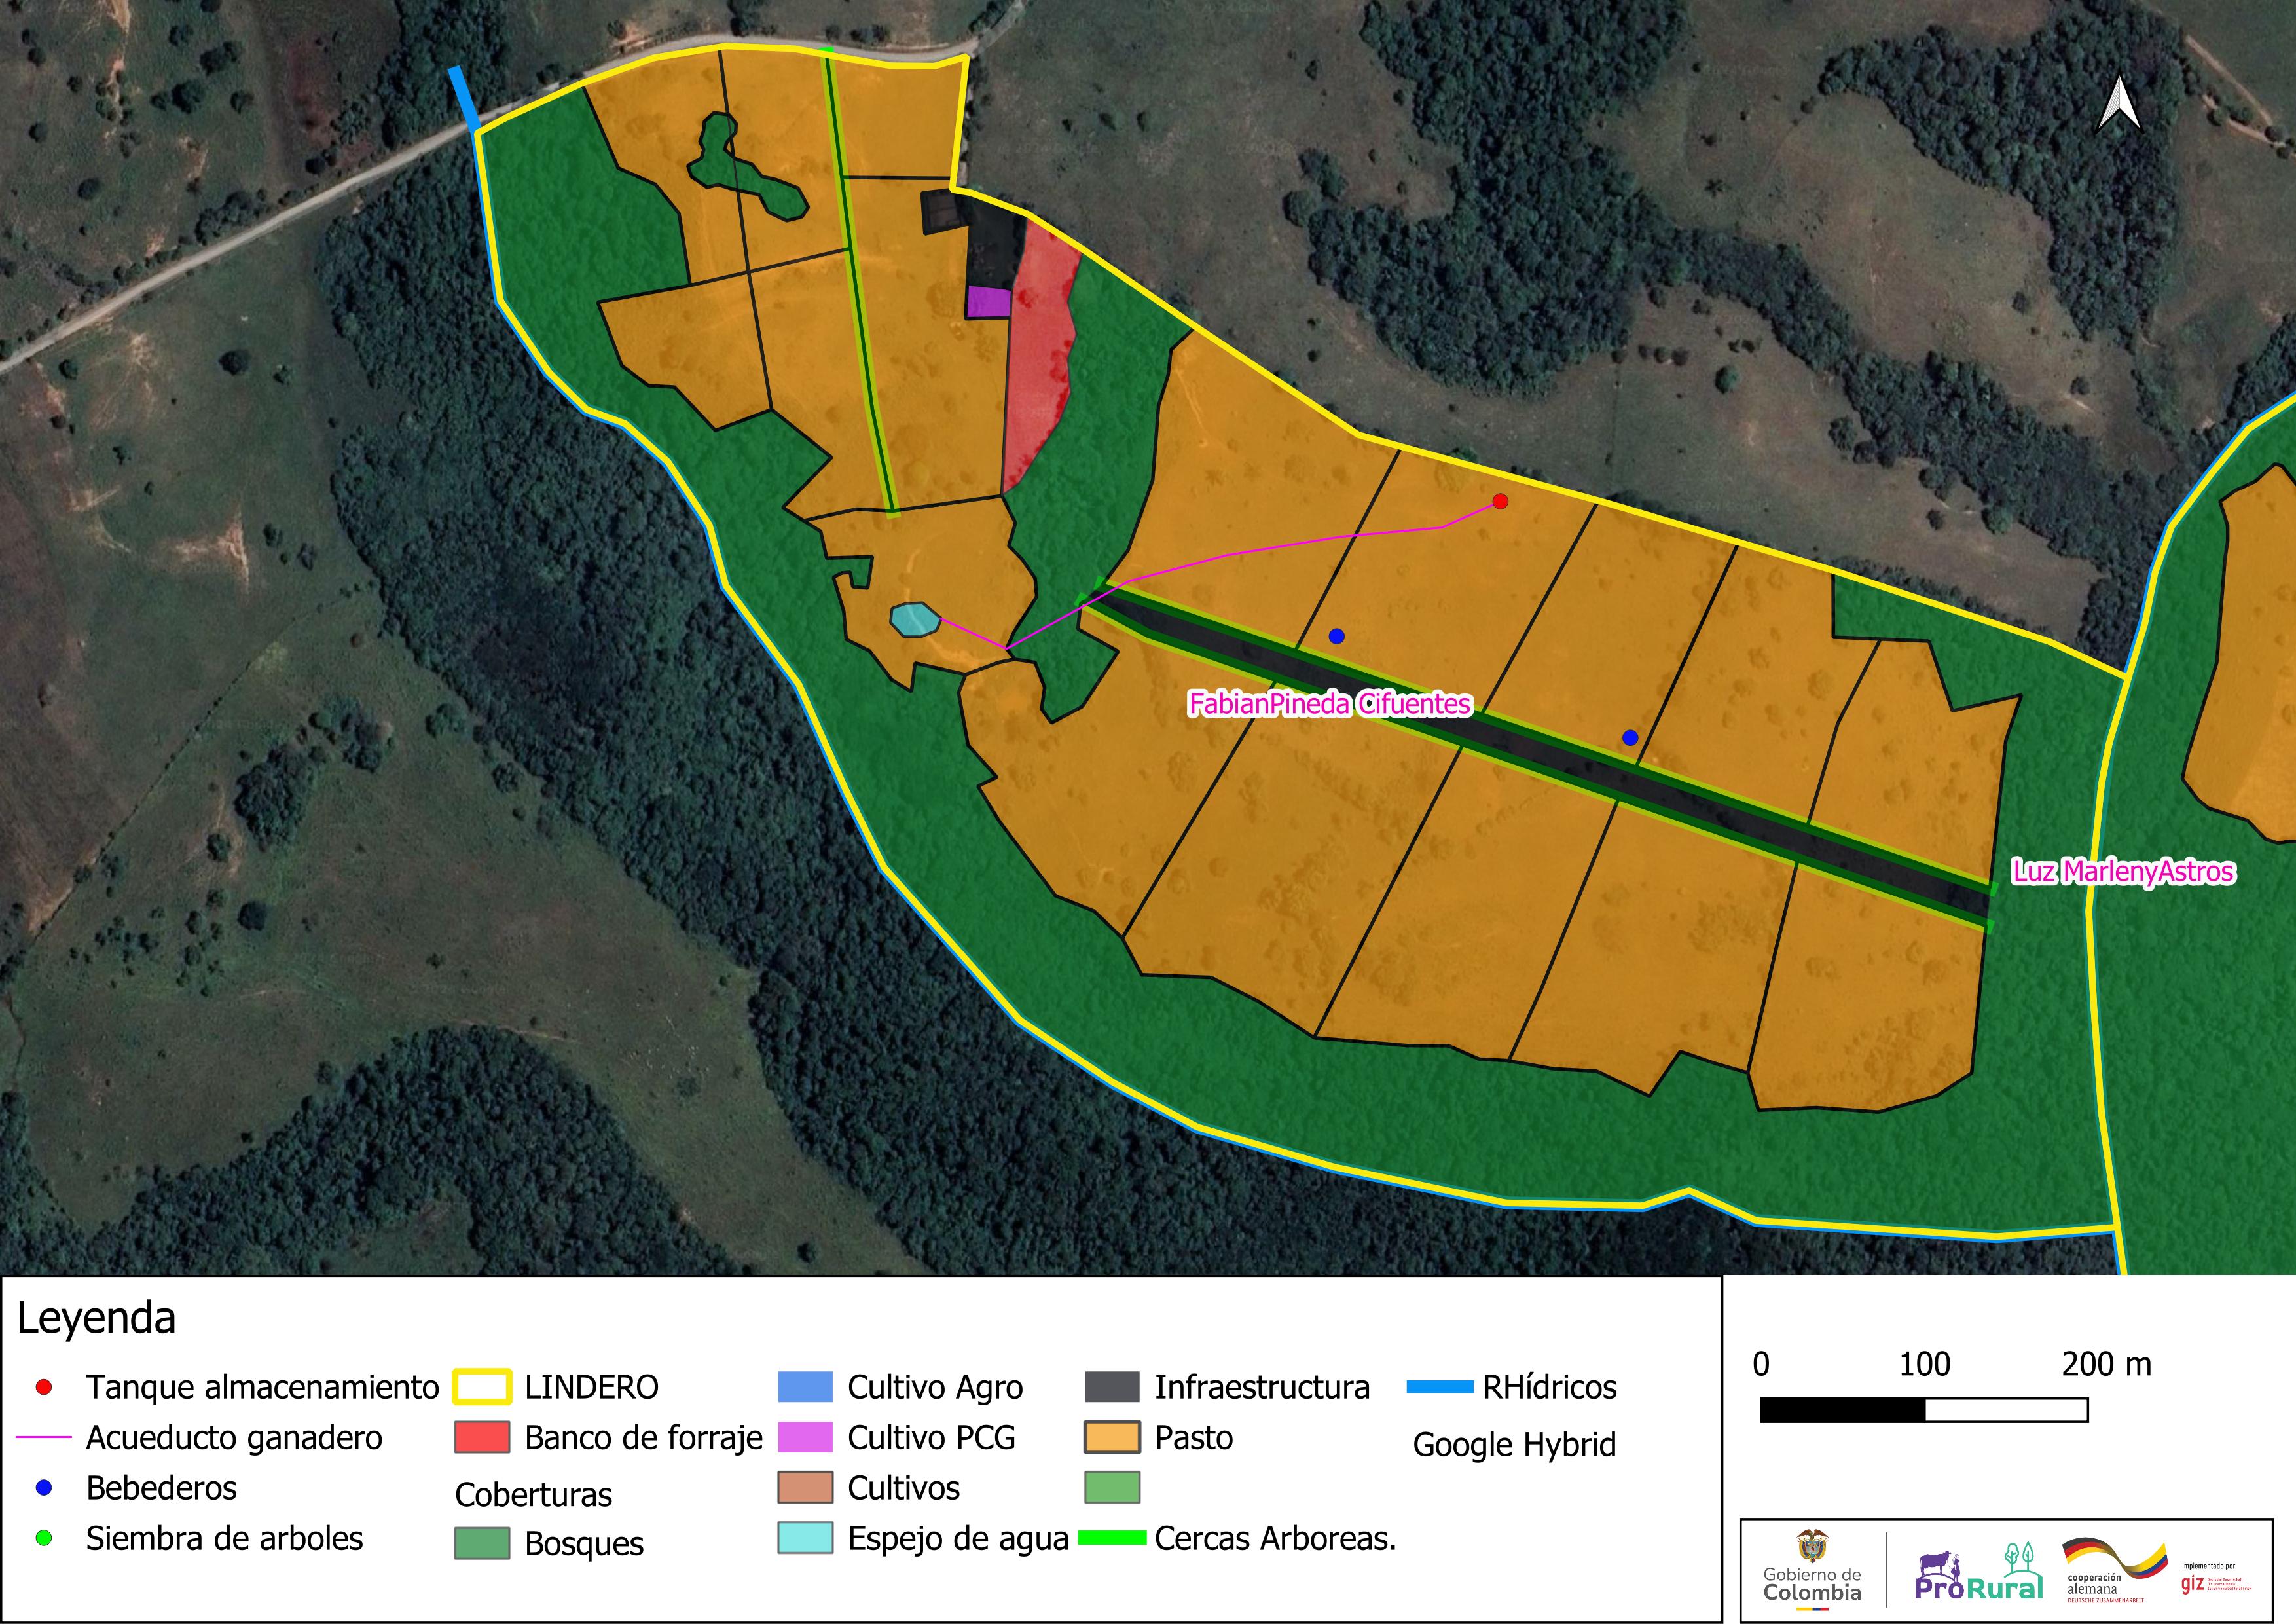 FabianPineda Cifuentes
Luz MarlenyAstros
Leyenda
Tanque almacenamiento
Acueducto ganadero
Bebederos
Siembra de arboles
LINDERO
Banco de forraje
Coberturas
Bosques
Cultivo Agro
Cultivo PCG
Cultivos
Espejo de agua
Infraestructura
Pasto
Cercas Arboreas.
RHídricos
Google Hybrid
0 100 200 m
Gobierno de
Colombia
ProRural
cooperación
alemana
DEUTSCHE ZUSAMMENARBEIT
Implementado por
giz